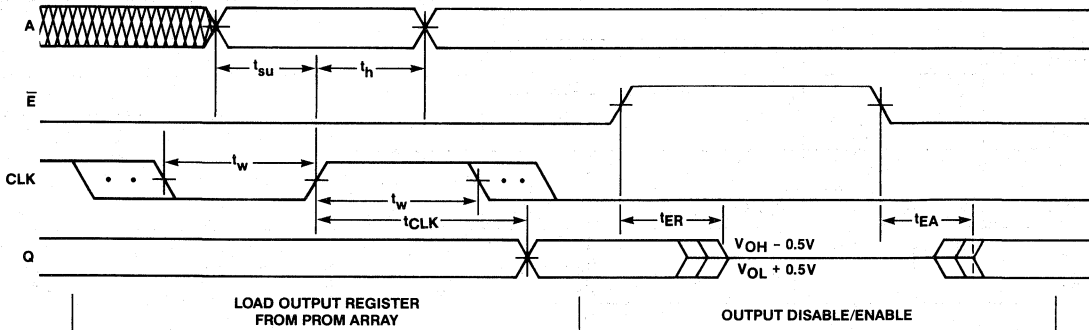 A
t_su t_h
E̅
t_w
CLK
t_w
t_CLK
t_ER t_EA
Q
V_OH – 0.5V
V_OL + 0.5V
LOAD OUTPUT REGISTER
FROM PROM ARRAY
OUTPUT DISABLE/ENABLE